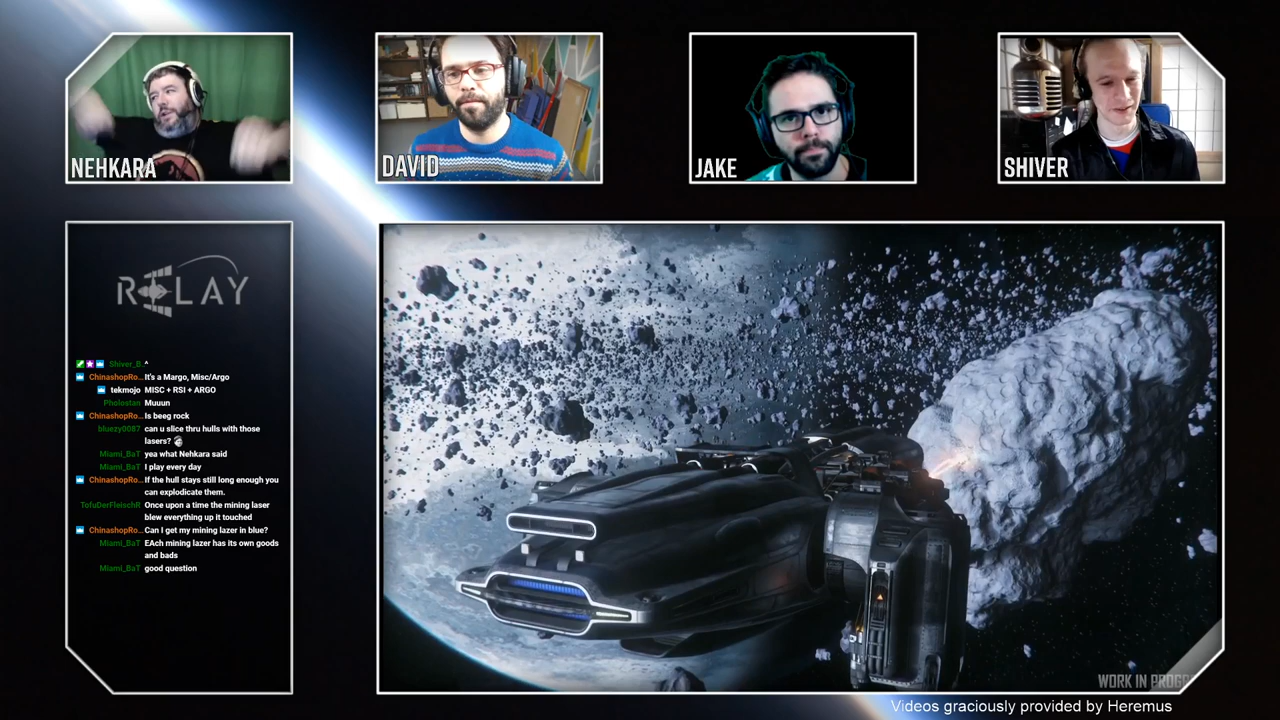 NEHKARA
DAVID
JAKE
SHIVER
RELAY
Shiver_B.. ^
ChinashopRo... It's a Margo, Misc/Argo
tekmojo MISC + RSI + ARGO
Pholostan Muuun
ChinashopRo... Is beeg rock
bluezy0087 can u slice thru hulls with those
lasers?
Miami_BaT yea what Nehkara said
Miami_BaT I play every day
ChinashopRo... If the hull stays still long enough you
can explodicate them.
TofuDerFleischR Once upon a time the mining laser
blew everything up it touched
ChinashopRo... Can I get my mining lazer in blue?
Miami_BaT EAch mining lazer has its own goods
and bads
Miami_BaT good question
WORK IN PROGR
Videos graciously provided by Heremus